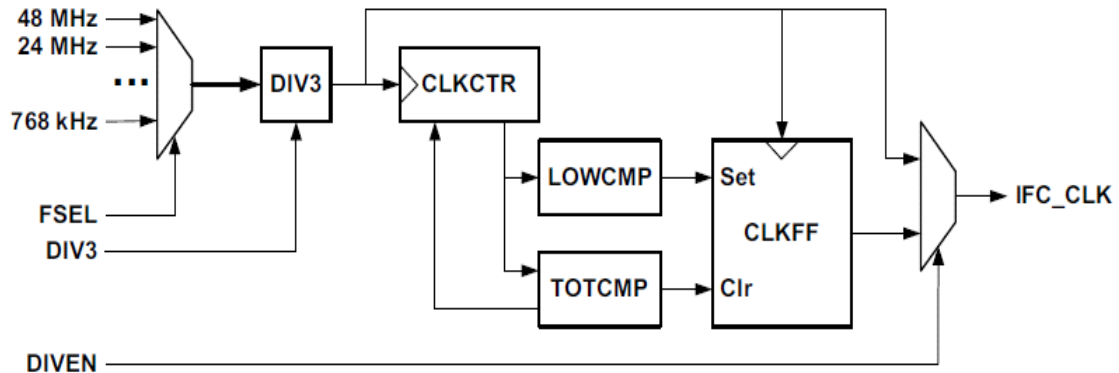 48 MHz
24 MHz
...
768 kHz
DIV3
CLKCTR
LOWCMP
Set
FSEL
DIV3
CLKFF
IFC_CLK
TOTCMP
Clr
DIVEN